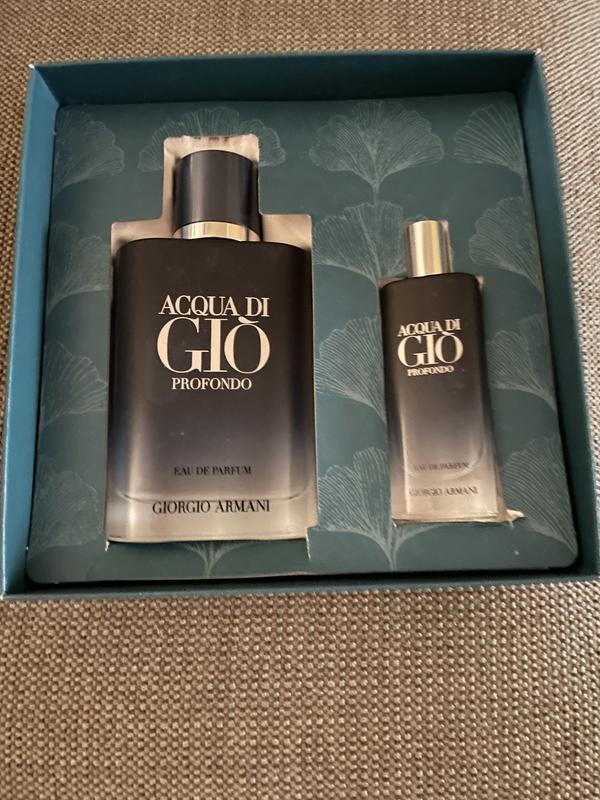 ACQUA DI
GIÒ
PROFONDO
EAU DE PARFUM
GIORGIO ARMANI
ACQUA DI
GIÒ
PROFONDO
EAU DE PARFUM
GIORGIO ARMANI